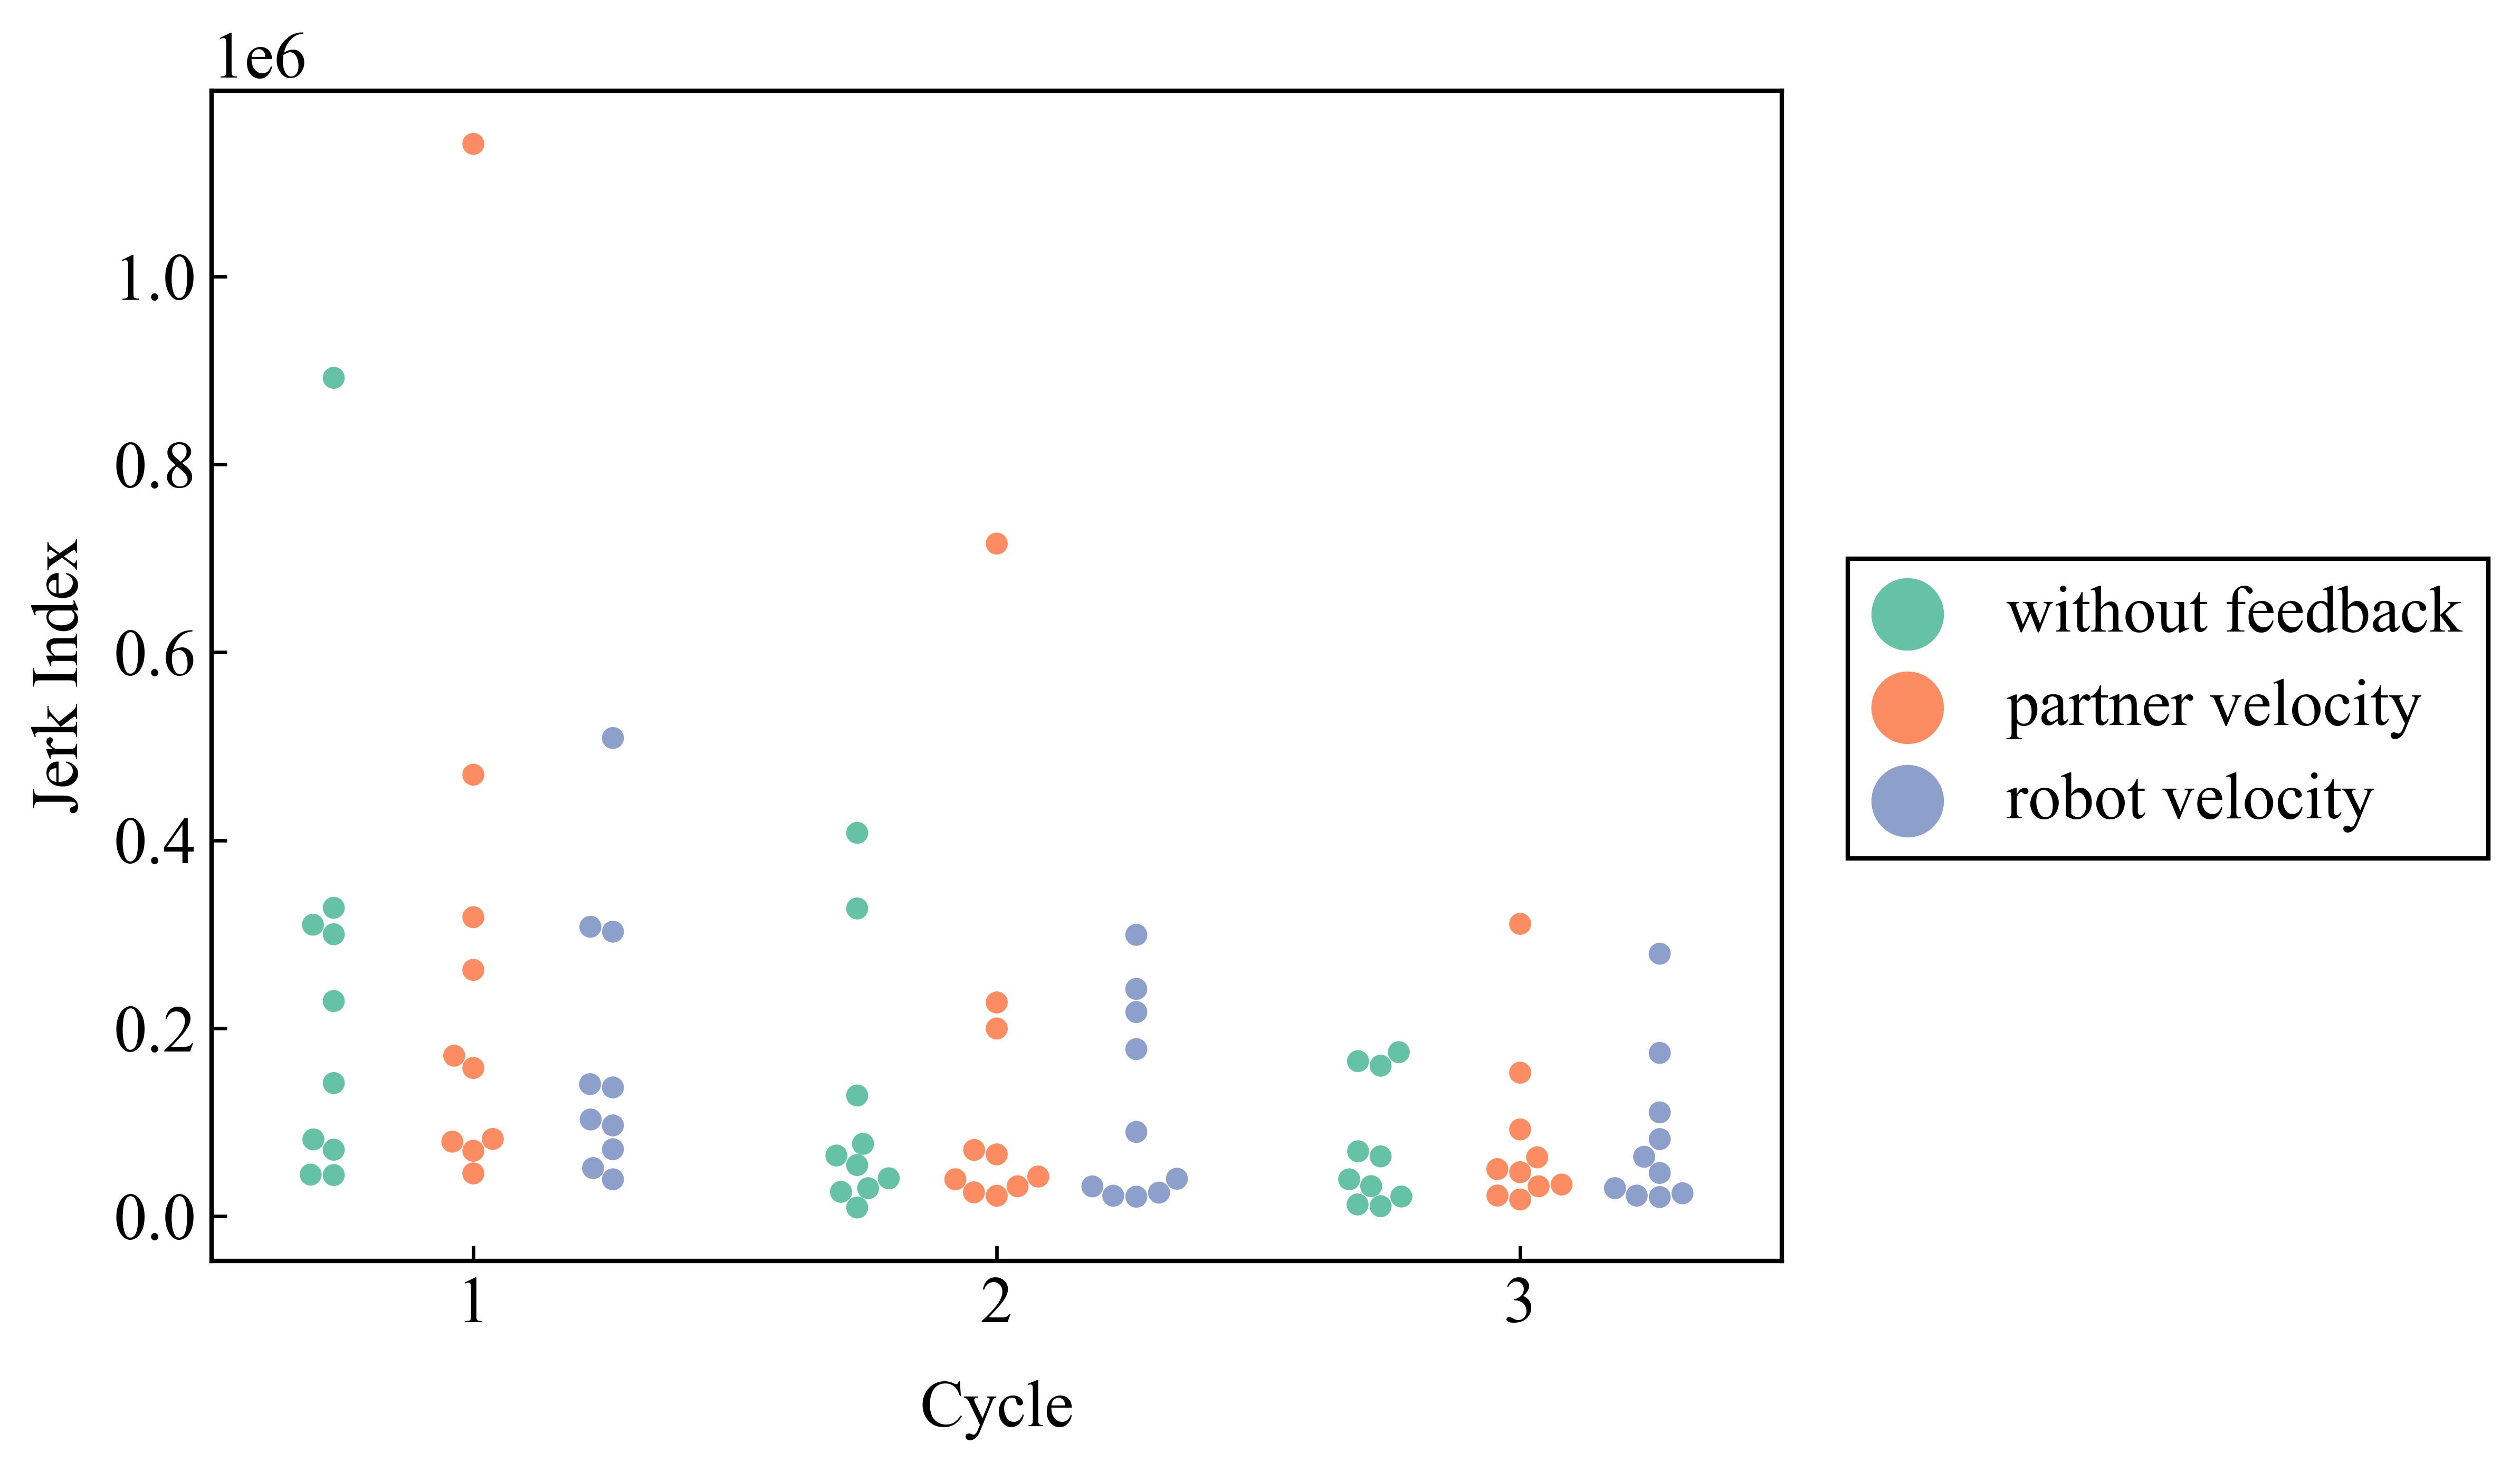 1e6
1.0
0.8
0.6
0.4
0.2
0.0
Jerk Index
1
2
3
Cycle
without feedback
partner velocity
robot velocity